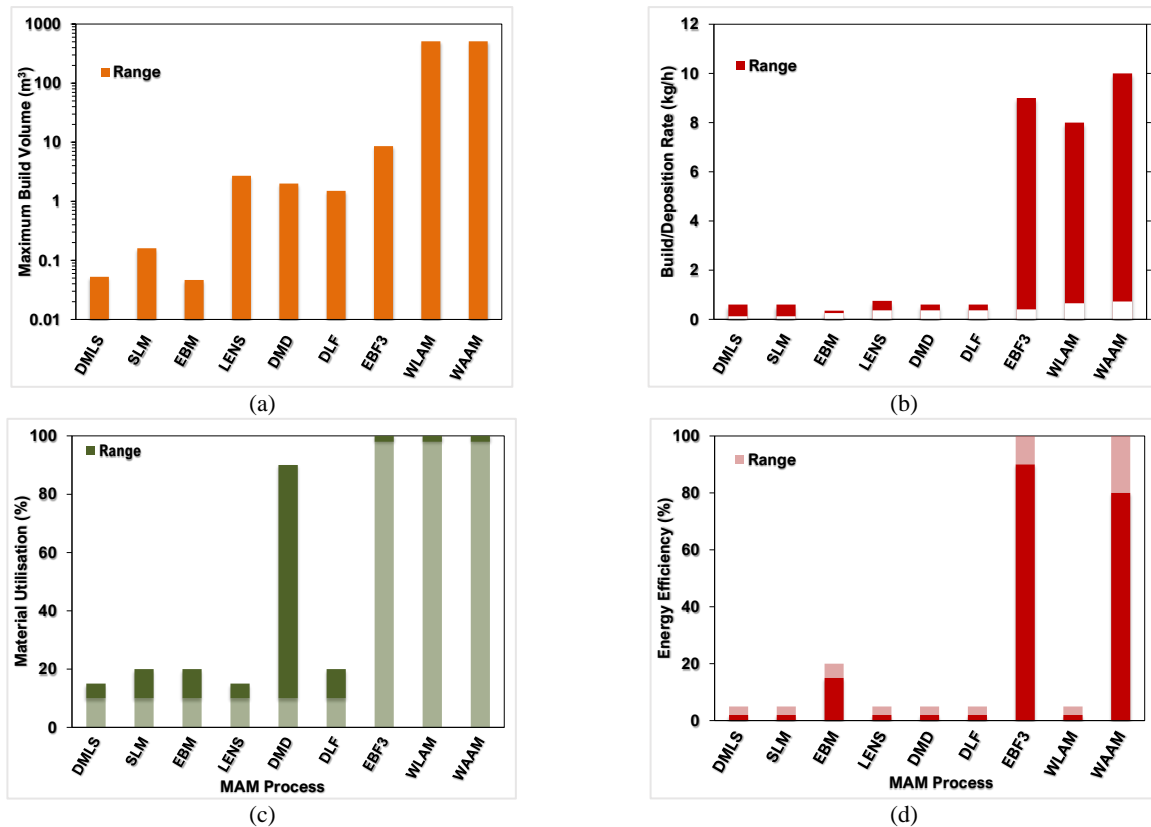 Maximum Build Volume (m³)
1000
100
10
1
0.1
0.01
Range
DMLS
SLM
EBM
LENS
DMD
DLF
EBF3
WLAM
WAAM
(a)
Build/Deposition Rate (kg/h)
12
10
8
6
4
2
0
Range
DMLS
SLM
EBM
LENS
DMD
DLF
EBF3
WLAM
WAAM
(b)
Material Utilisation (%)
100
80
60
40
20
0
Range
DMLS
SLM
EBM
LENS
DMD
DLF
EBF3
WLAM
WAAM
MAM Process
(c)
Energy Efficiency (%)
100
80
60
40
20
0
Range
DMLS
SLM
EBM
LENS
DMD
DLF
EBF3
WLAM
WAAM
MAM Process
(d)